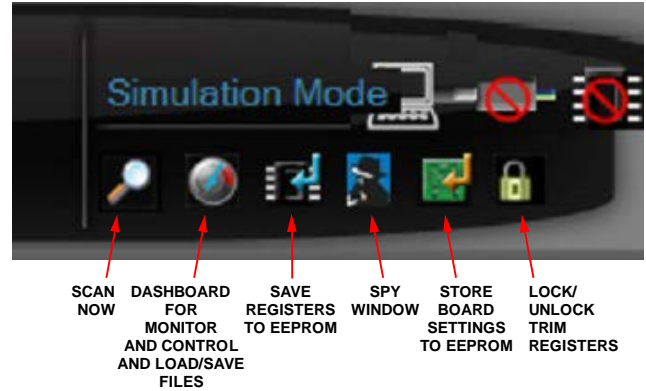 Simulation Mode
SCAN
NOW
DASHBOARD
FOR
MONITOR
AND CONTROL
AND LOAD/SAVE
FILES
SAVE
REGISTERS
TO EEPROM
SPY
WINDOW
STORE
BOARD
SETTINGS
TO EEPROM
LOCK/
UNLOCK
TRIM
REGISTERS